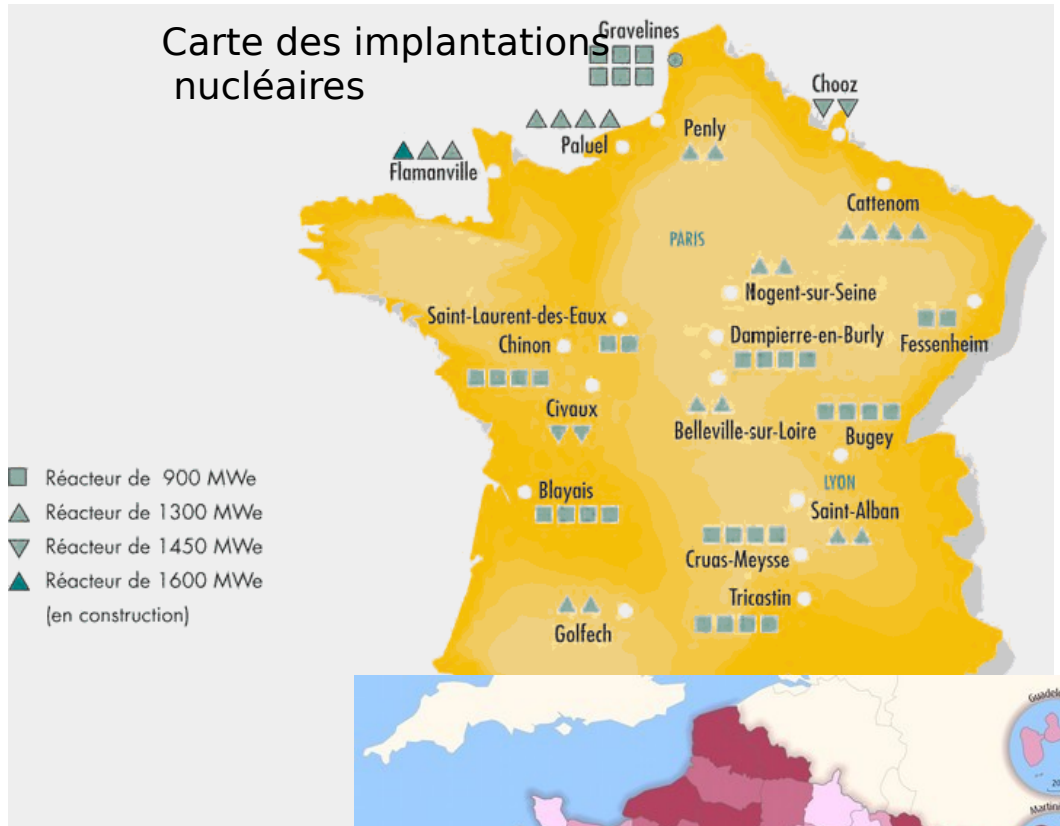 Carte des implantations
nucléaires
Gravelines
Chooz
Penly
Paluel
Flamanville
Cattenom
PARIS
Nogent-sur-Seine
Saint-Laurent-des-Eaux
Dampierre-en-Burly
Chinon
Fessenheim
Civaux
Belleville-sur-Loire
Bugey
Réacteur de 900 MWe
Réacteur de 1300 MWe
Réacteur de 1450 MWe
Réacteur de 1600 MWe
(en construction)
LYON
Blayais
Saint-Alban
Cruas-Meysse
Tricastin
Golfech